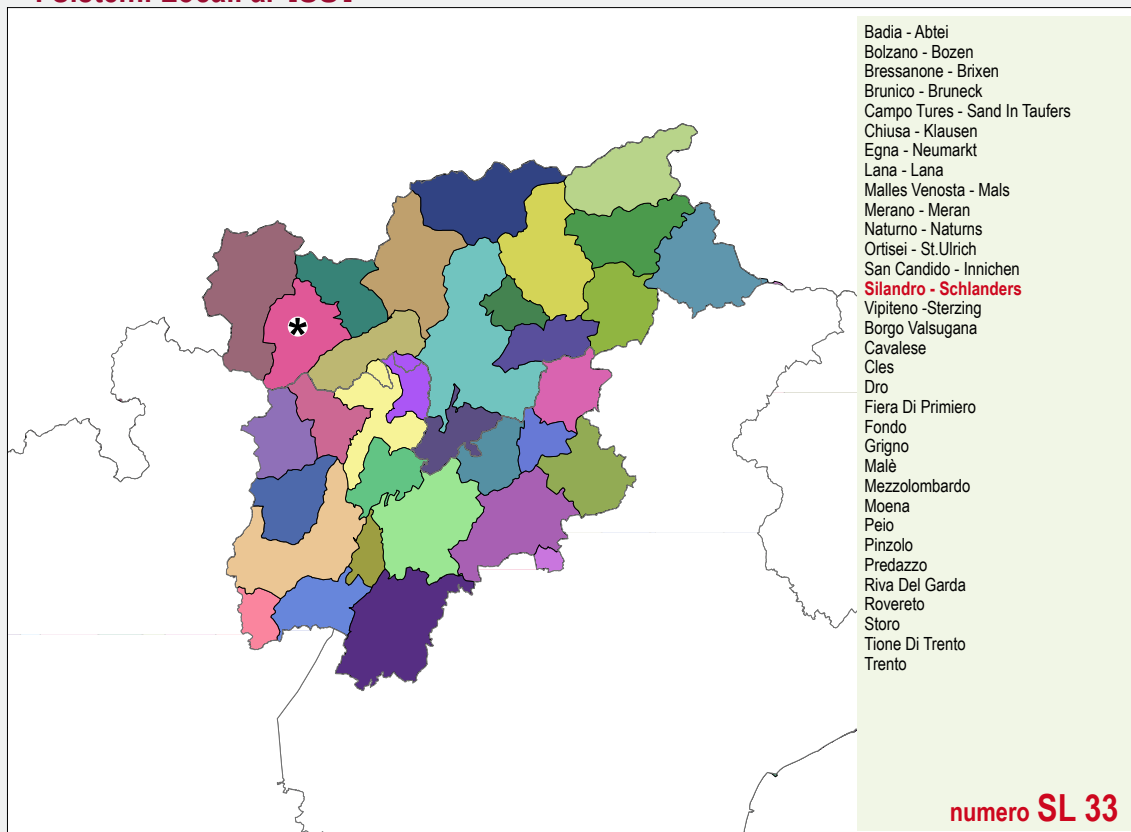 Badia - Abtei
Bolzano - Bozen
Bressanone - Brixen
Brunico - Bruneck
Campo Tures - Sand In Taufers
Chiusa - Klausen
Egna - Neumarkt
Lana - Lana
Malles Venosta - Mals
Merano - Meran
Naturno - Naturns
Ortisei - St.Ulrich
San Candido - Innichen
Silandro - Schlanders
Vipiteno -Sterzing
Borgo Valsugana
Cavalese
Cles
Dro
Fiera Di Primiero
Fondo
Grigno
Malè
Mezzolombardo
Moena
Peio
Pinzolo
Predazzo
Riva Del Garda
Rovereto
Storo
Tione Di Trento
Trento
numero SL 33